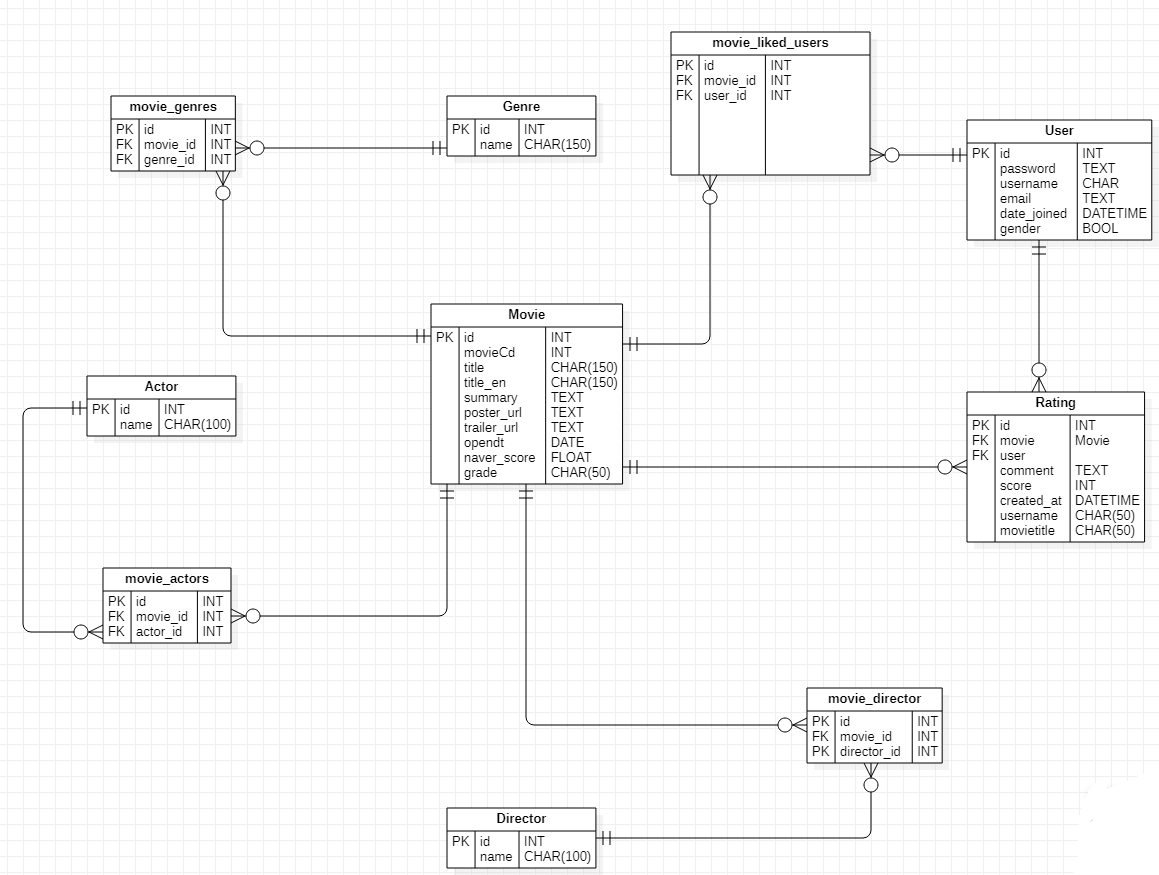 movie_liked_users
PK id INT
FK movie_id INT
FK user_id INT
movie_genres
PK id INT
FK movie_id INT
FK genre_id INT
Genre
PK id INT
name CHAR(150)
User
PK id INT
password TEXT
username CHAR
email TEXT
date_joined DATETIME
gender BOOL
Movie
PK id INT
movieCd INT
title CHAR(150)
title_en CHAR(150)
summary TEXT
poster_url TEXT
trailer_url TEXT
opendt DATE
naver_score FLOAT
grade CHAR(50)
Actor
PK id INT
name CHAR(100)
Rating
PK id INT
FK movie Movie
FK user
comment TEXT
score INT
created_at DATETIME
username CHAR(50)
movietitle CHAR(50)
movie_actors
PK id INT
FK movie_id INT
FK actor_id INT
movie_director
PK id INT
FK movie_id INT
PK director_id INT
Director
PK id INT
name CHAR(100)